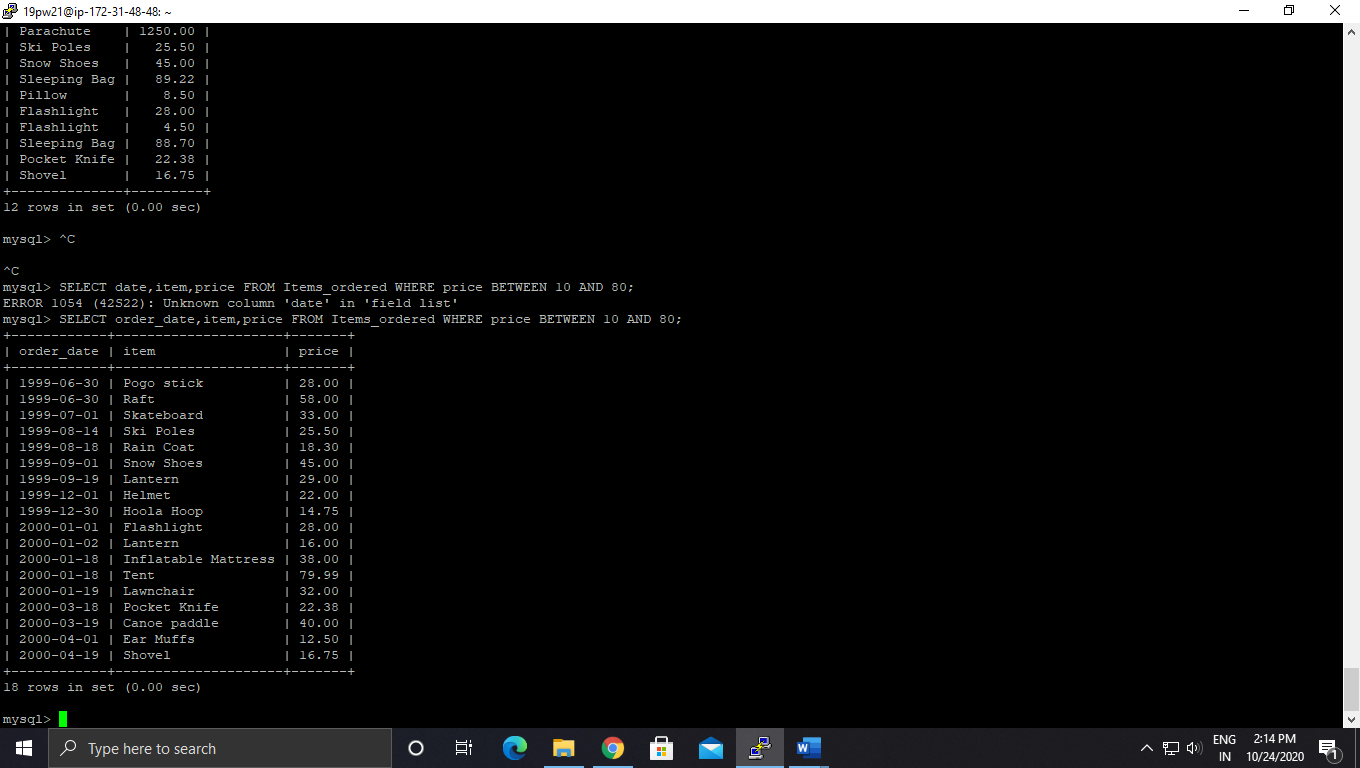 19pw21@ip-172-31-48-48: ~
| Parachute    | 1250.00 |
| Ski Poles    |   25.50 |
| Snow Shoes   |   45.00 |
| Sleeping Bag |   89.22 |
| Pillow       |    8.50 |
| Flashlight   |   28.00 |
| Flashlight   |    4.50 |
| Sleeping Bag |   88.70 |
| Pocket Knife |   22.38 |
| Shovel       |   16.75 |
+--------------+---------+
12 rows in set (0.00 sec)
mysql> ^C
^C
mysql> SELECT date,item,price FROM Items_ordered WHERE price BETWEEN 10 AND 80;
ERROR 1054 (42S22): Unknown column 'date' in 'field list'
mysql> SELECT order_date,item,price FROM Items_ordered WHERE price BETWEEN 10 AND 80;
+------------+---------------------+-------+
| order_date | item                | price |
+------------+---------------------+-------+
| 1999-06-30 | Pogo stick          | 28.00 |
| 1999-06-30 | Raft                | 58.00 |
| 1999-07-01 | Skateboard          | 33.00 |
| 1999-08-14 | Ski Poles           | 25.50 |
| 1999-08-18 | Rain Coat           | 18.30 |
| 1999-09-01 | Snow Shoes          | 45.00 |
| 1999-09-19 | Lantern             | 29.00 |
| 1999-12-01 | Helmet              | 22.00 |
| 1999-12-30 | Hoola Hoop          | 14.75 |
| 2000-01-01 | Flashlight          | 28.00 |
| 2000-01-02 | Lantern             | 16.00 |
| 2000-01-18 | Inflatable Mattress | 38.00 |
| 2000-01-18 | Tent                | 79.99 |
| 2000-01-19 | Lawnchair           | 32.00 |
| 2000-03-18 | Pocket Knife        | 22.38 |
| 2000-03-19 | Canoe paddle        | 40.00 |
| 2000-04-01 | Ear Muffs           | 12.50 |
| 2000-04-19 | Shovel              | 16.75 |
+------------+---------------------+-------+
18 rows in set (0.00 sec)
mysql>
Type here to search
W
ENG
IN
2:14 PM
10/24/2020
1